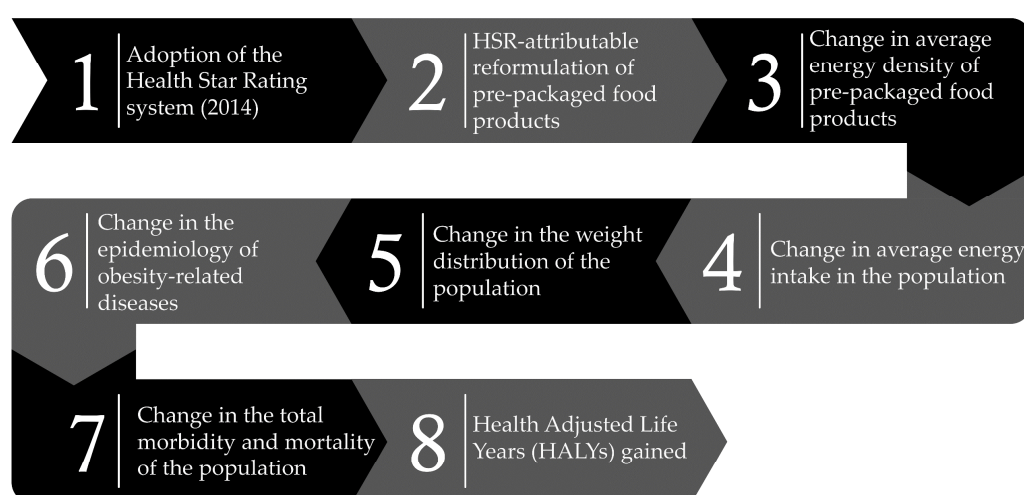 1
Adoption of the
Health Star Rating
system (2014)
2
HSR-attributable
reformulation of
pre-packaged food
products
3
Change in average
energy density of
pre-packaged food
products
4
Change in average energy
intake in the population
5
Change in the weight
distribution of the
population
6
Change in the
epidemiology of
obesity-related
diseases
7
Change in the total
morbidity and mortality
of the population
8
Health Adjusted Life
Years (HALYs) gained